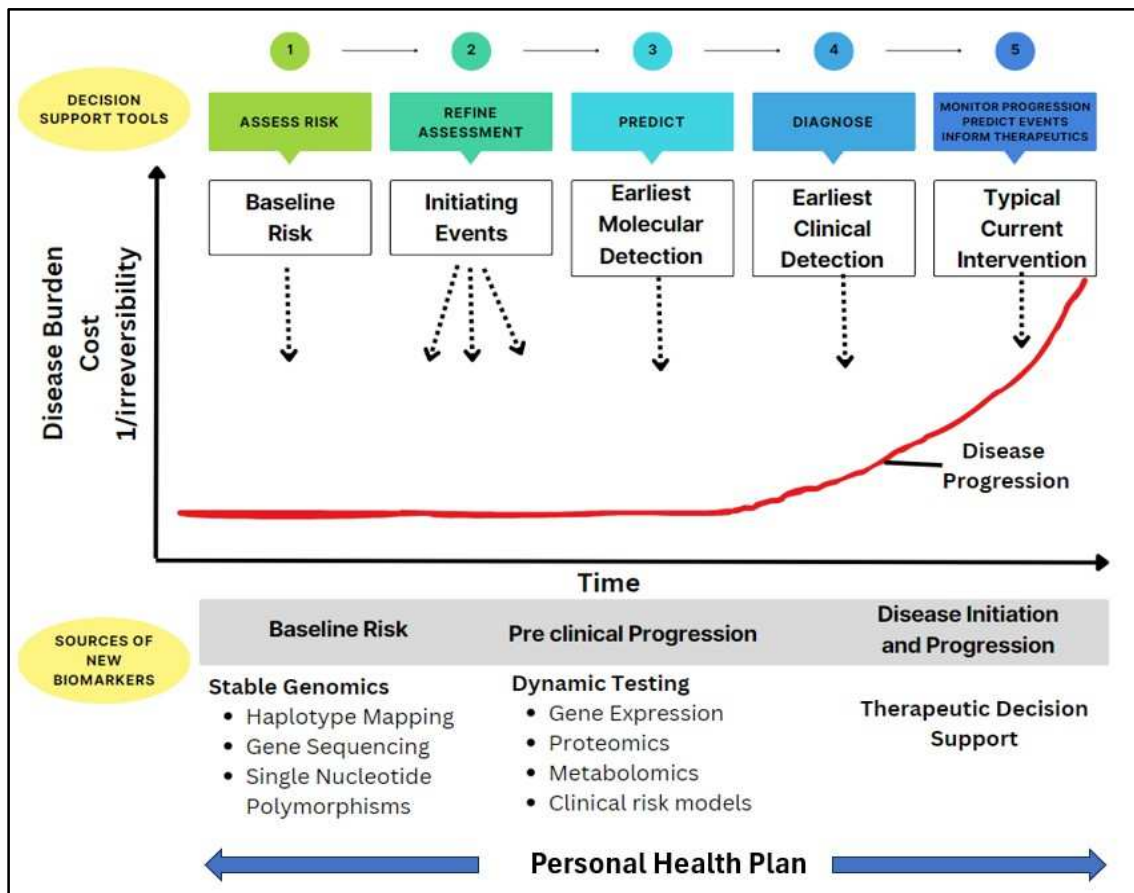 1
2
3
4
5
DECISION
SUPPORT TOOLS
ASSESS RISK
REFINE
ASSESSMENT
PREDICT
DIAGNOSE
MONITOR PROGRESSION
PREDICT EVENTS
INFORM THERAPEUTICS
Baseline
Risk
Initiating
Events
Earliest
Molecular
Detection
Earliest
Clinical
Detection
Typical
Current
Intervention
Disease Burden
Cost
1/irreversibility
Disease
Progression
Time
SOURCES OF
NEW
BIOMARKERS
Baseline Risk
Pre clinical Progression
Disease Initiation
and Progression
Stable Genomics
• Haplotype Mapping
• Gene Sequencing
• Single Nucleotide
Polymorphisms
Dynamic Testing
• Gene Expression
• Proteomics
• Metabolomics
• Clinical risk models
Therapeutic Decision
Support
Personal Health Plan